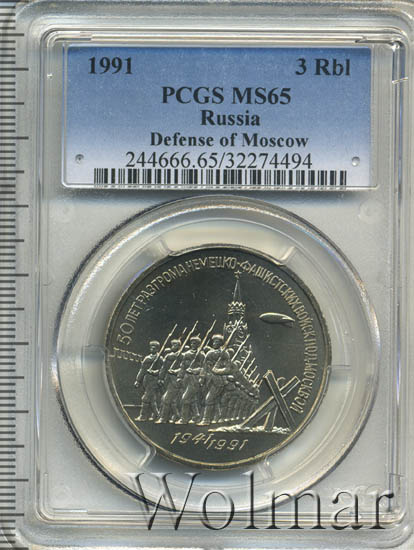 1991 3 Rbl
PCGS MS65
Russia
Defense of Moscow
244666.65/32274494
50 ЛЕТ РАЗГРОМА НЕМЕЦКО-ФАШИСТСКИХ ВОЙСК ПОД МОСКВОЙ
1941/1991
Wolmar